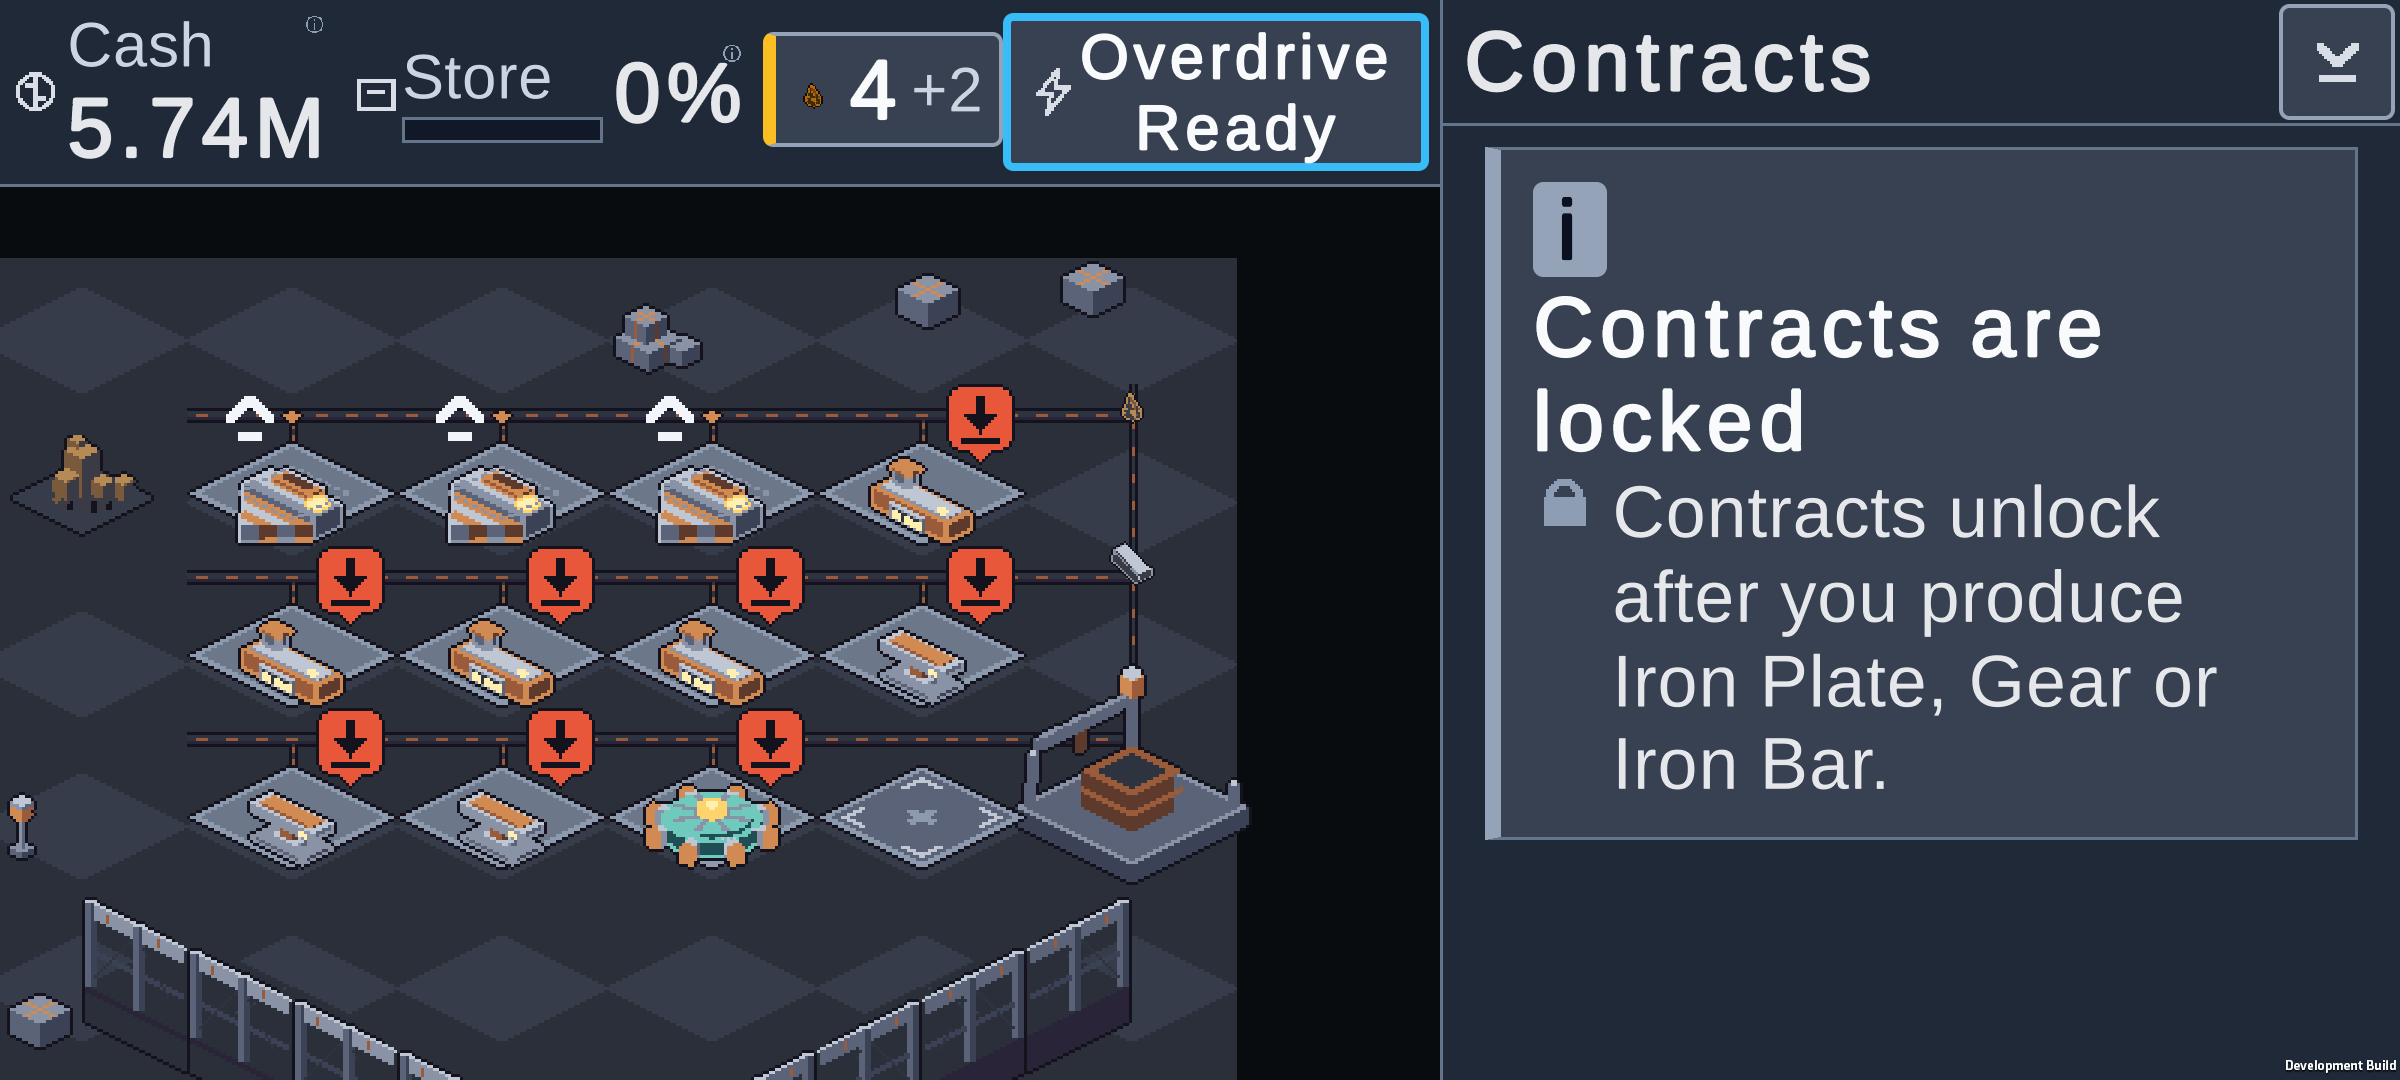 Cash
5.74M
Store
0%
4 +2
Overdrive
Ready
Contracts
i
Contracts are
locked
Contracts unlock
after you produce
Iron Plate, Gear or
Iron Bar.
Development Build